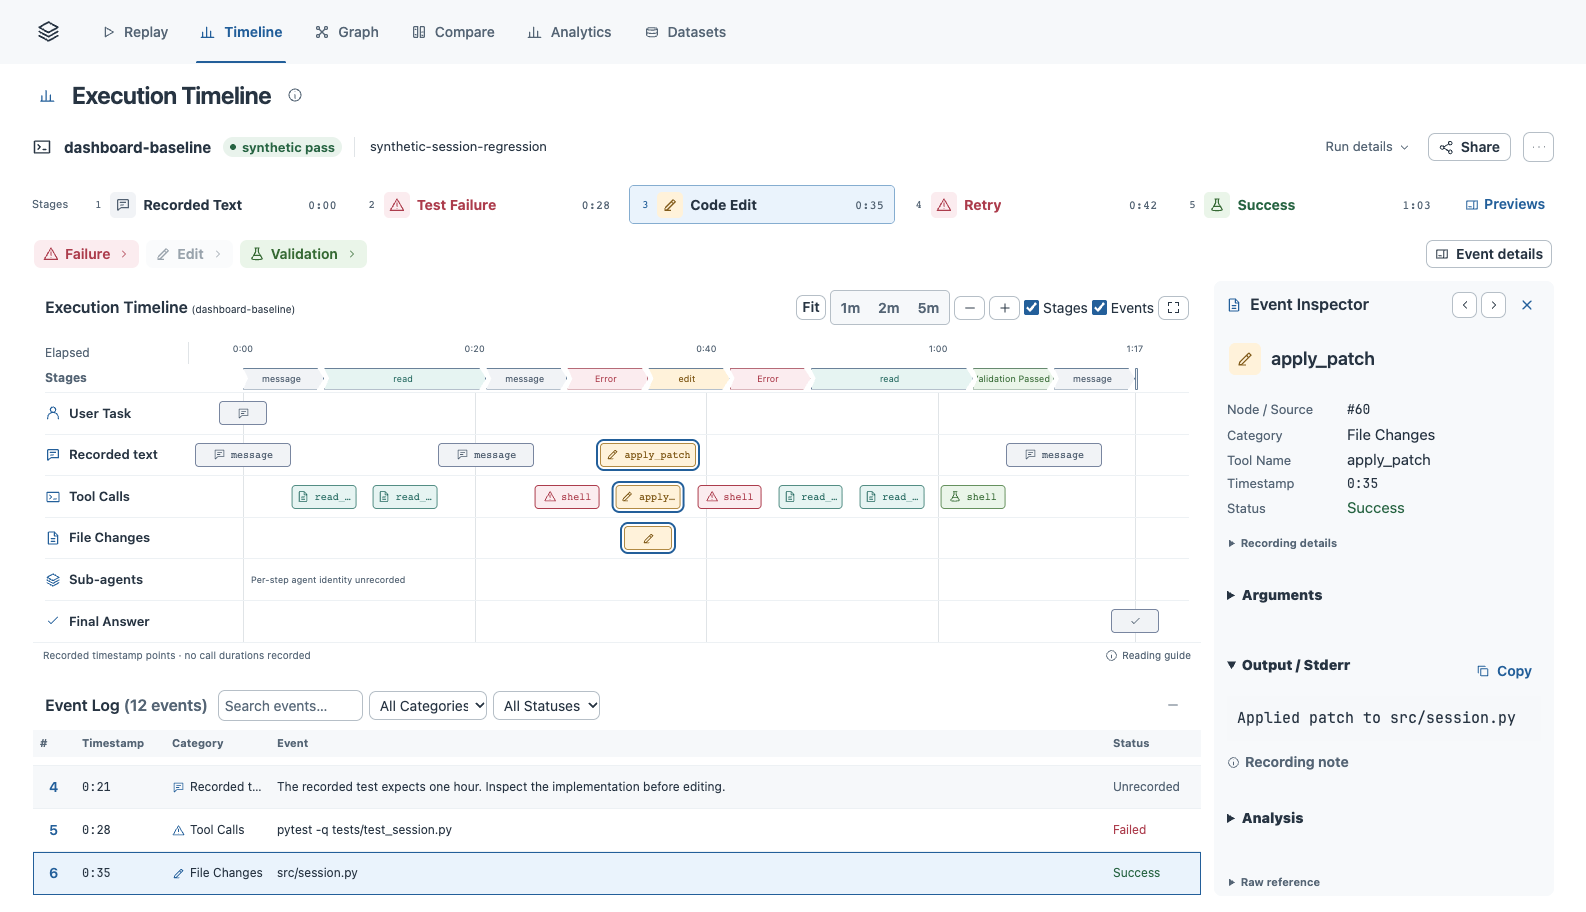 Replay Timeline Graph Compare Analytics Datasets
Execution Timeline
dashboard-baseline synthetic pass synthetic-session-regression Run details Share ...
Stages 1 Recorded Text 0:00 2 Test Failure 0:28 3 Code Edit 0:35 4 Retry 0:42 5 Success 1:03 Previews
Failure Edit Validation Event details
Execution Timeline (dashboard-baseline) Fit 1m 2m 5m − + Stages Events
Elapsed 0:00 0:20 0:40 1:00 1:17
Stages message read message Error edit Error read alidation Passed message
User Task
Recorded text message message apply_patch message
Tool Calls read_… read_… shell apply… shell read_… read_… shell
File Changes
Sub-agents Per-step agent identity unrecorded
Final Answer
Recorded timestamp points · no call durations recorded Reading guide
Event Log (12 events) Search events... All Categories All Statuses
# Timestamp Category Event Status
4 0:21 Recorded t... The recorded test expects one hour. Inspect the implementation before editing. Unrecorded
5 0:28 Tool Calls pytest -q tests/test_session.py Failed
6 0:35 File Changes src/session.py Success
Event Inspector
apply_patch
Node / Source #60
Category File Changes
Tool Name apply_patch
Timestamp 0:35
Status Success
Recording details
Arguments
Output / Stderr Copy
Applied patch to src/session.py
Recording note
Analysis
Raw reference